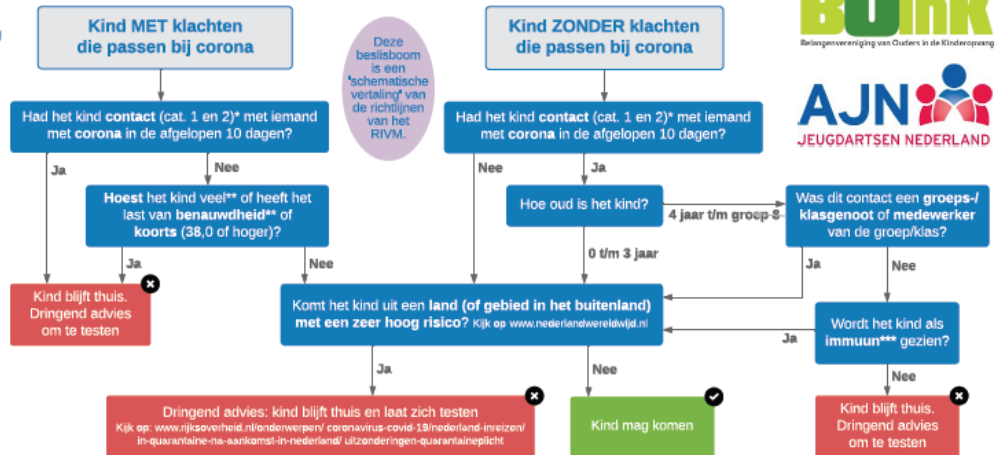 Kind MET klachten
die passen bij corona
Deze
beslisboom
is een
'schematische
vertaling' van
de richtlijnen
van het
RIVM.
Kind ZONDER klachten
die passen bij corona
Belangenvereniging van Ouders in de Kinderopvang
AJN
JEUGDARTSEN NEDERLAND
Had het kind contact (cat. 1 en 2)* met iemand
met corona in de afgelopen 10 dagen?
Had het kind contact (cat. 1 en 2)* met iemand
met corona in de afgelopen 10 dagen?
Ja
Nee
Nee
Ja
Hoest het kind veel** of heeft het
last van benauwdheid** of
koorts (38,0 of hoger)?
Hoe oud is het kind?
4 jaar t/m groep 8
Was dit contact een groeps-/
klasgenoot of medewerker
van de groep/klas?
Ja
Nee
0 t/m 3 jaar
Ja
Nee
Kind blijft thuis.
Dringend advies
om te testen
Komt het kind uit een land (of gebied in het buitenland)
met een zeer hoog risico? Kijk op www.nederlandwereldwijd.nl
Wordt het kind als
immuun*** gezien?
Ja
Ja
Nee
Nee
Dringend advies: kind blijft thuis en laat zich testen
Kijk op: www.rijksoverheid.nl/onderwerpen/ coronavirus-covid-19/nederland-inreizen/
in-quarantaine-na-aankomst-in-nederland/ uitzonderingen-quarantaineplicht
Kind mag komen
Kind blijft thuis.
Dringend advies
om te testen